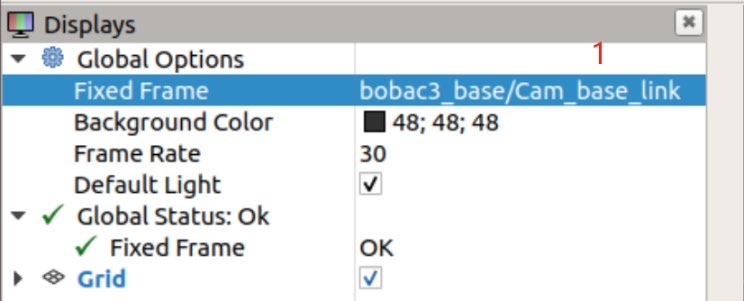 Displays
1
Global Options
Fixed Frame bobac3_base/Cam_base_link
Background Color 48; 48; 48
Frame Rate 30
Default Light
Global Status: Ok
Fixed Frame OK
Grid